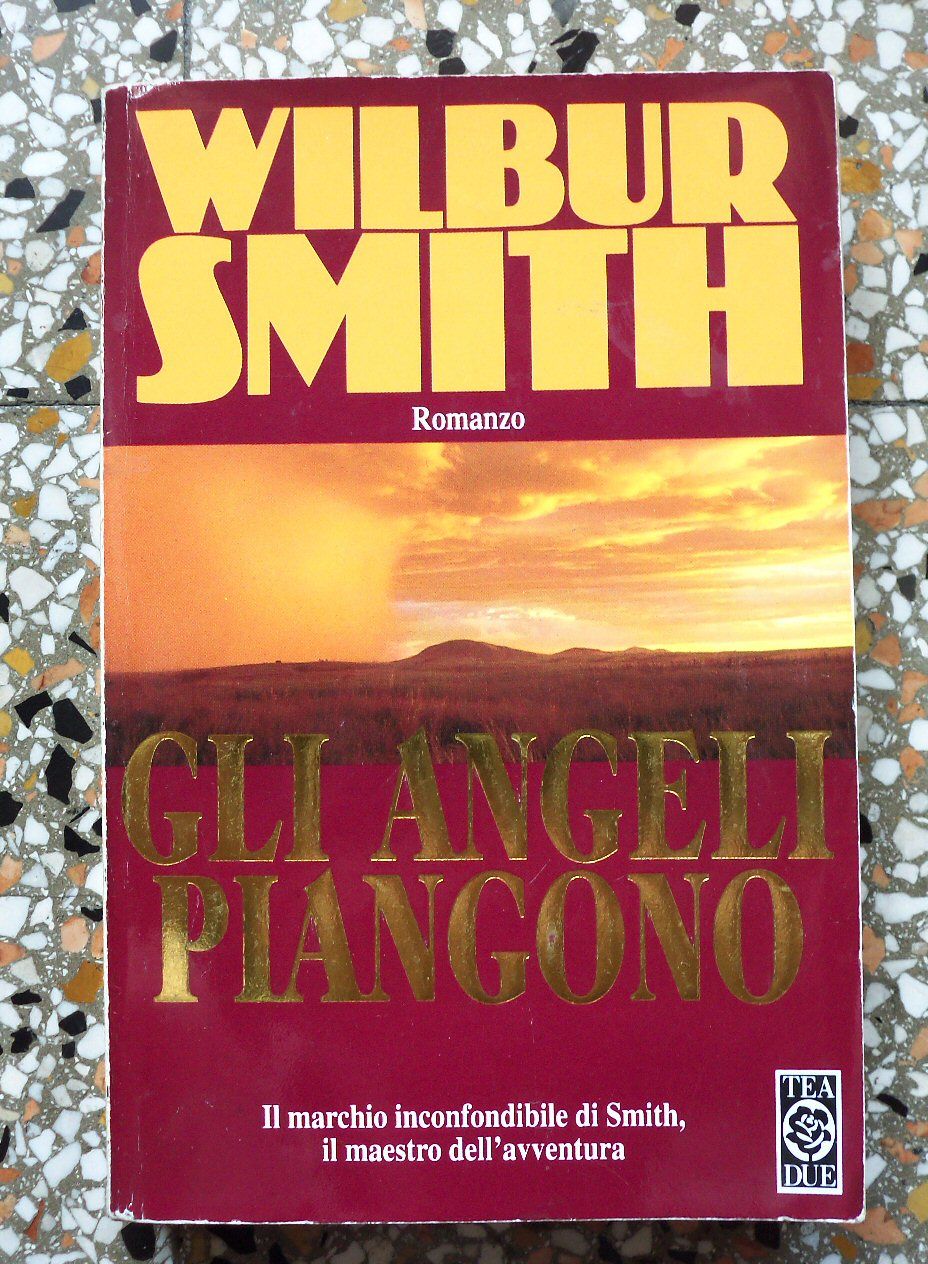 WILBUR
SMITH
Romanzo
GLI ANGELI
PIANGONO
Il marchio inconfondibile di Smith,
il maestro dell'avventura
TEA
DUE